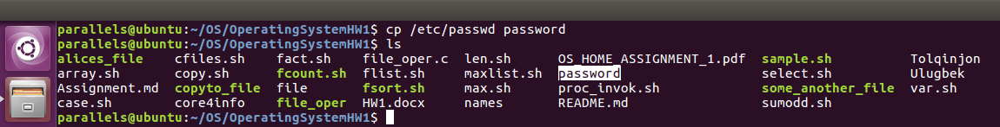 parallels@ubuntu:~/OS/OperatingSystemHW1$ cp /etc/passwd password
parallels@ubuntu:~/OS/OperatingSystemHW1$ ls
alices_file cfiles.sh fact.sh file_oper.c len.sh OS_HOME_ASSIGNMENT_1.pdf sample.sh Tolqinjon
array.sh copy.sh fcount.sh flist.sh maxlist.sh password select.sh Ulugbek
Assignment.md copyto_file file fsort.sh max.sh proc_invok.sh some_another_file var.sh
case.sh core4info file_oper HW1.docx names README.md sumodd.sh
parallels@ubuntu:~/OS/OperatingSystemHW1$